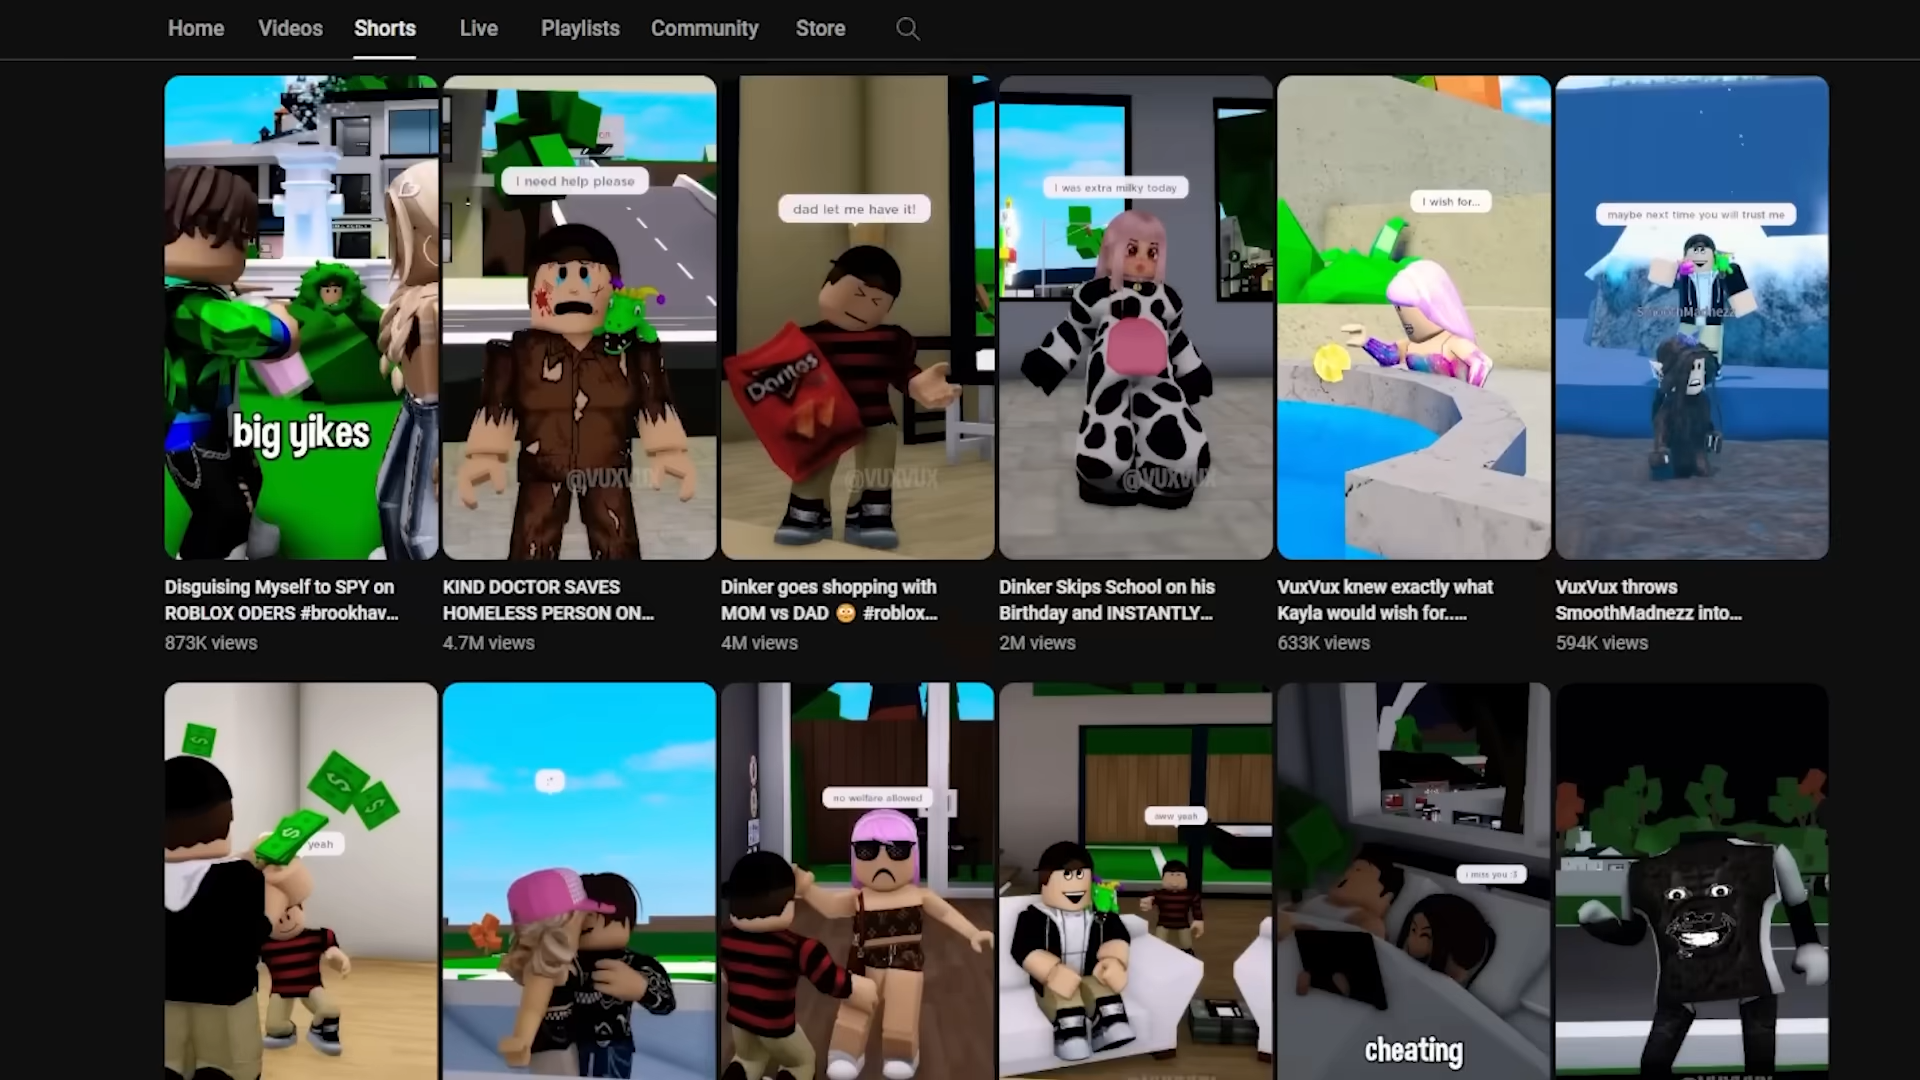 Home Videos Shorts Live Playlists Community Store
big yikes
I need help please
@VUXVUX
dad let me have it!
Doritos
@VUXVUX
I was extra milky today
@VUXVUX
I wish for...
maybe next time you will trust me
SmoothMadnezz
Disguising Myself to SPY on
ROBLOX ODERS #brookhav...
873K views
KIND DOCTOR SAVES
HOMELESS PERSON ON...
4.7M views
Dinker goes shopping with
MOM vs DAD 😳 #roblox...
4M views
Dinker Skips School on his
Birthday and INSTANTLY...
2M views
VuxVux knew exactly what
Kayla would wish for.....
633K views
VuxVux throws
SmoothMadnezz into...
594K views
yeah
no welfare allowed
aww yeah
i miss you :3
cheating